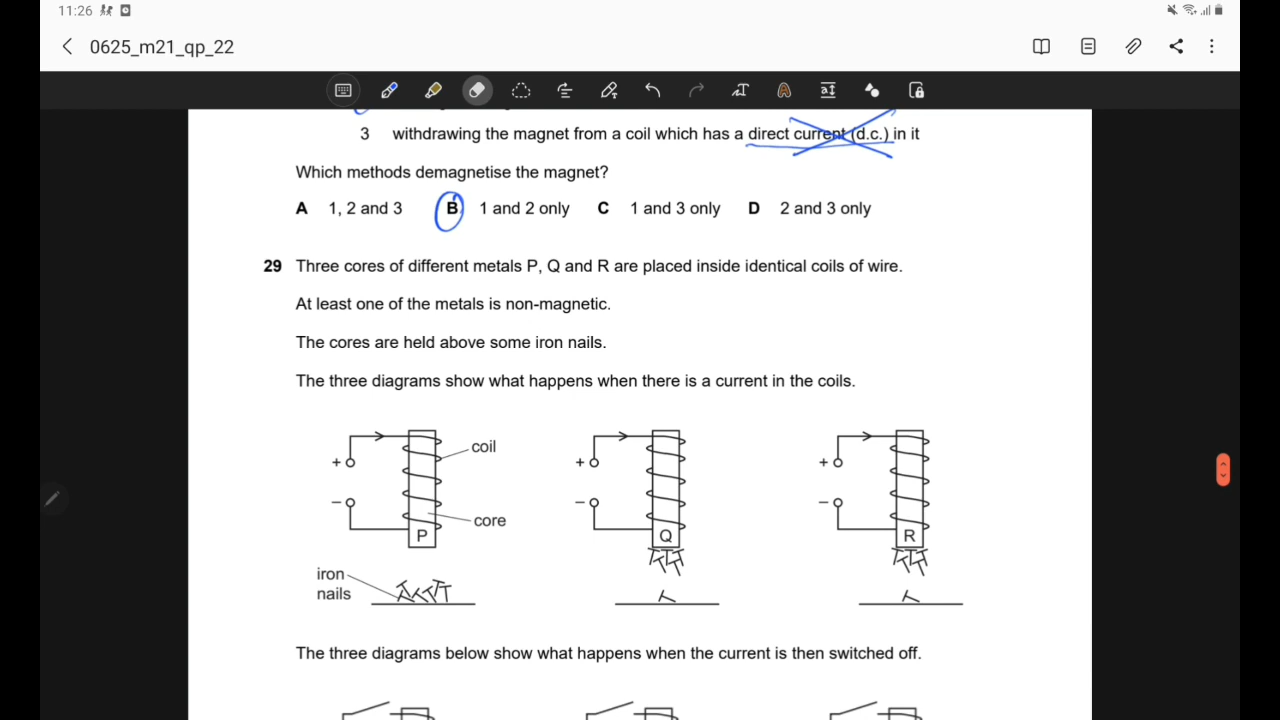 11:26
0625_m21_qp_22
3 withdrawing the magnet from a coil which has a direct current (d.c.) in it
Which methods demagnetise the magnet?
A 1, 2 and 3 B 1 and 2 only C 1 and 3 only D 2 and 3 only
29 Three cores of different metals P, Q and R are placed inside identical coils of wire.
At least one of the metals is non-magnetic.
The cores are held above some iron nails.
The three diagrams show what happens when there is a current in the coils.
coil
+ + +
– – –
core
P Q R
iron
nails
The three diagrams below show what happens when the current is then switched off.